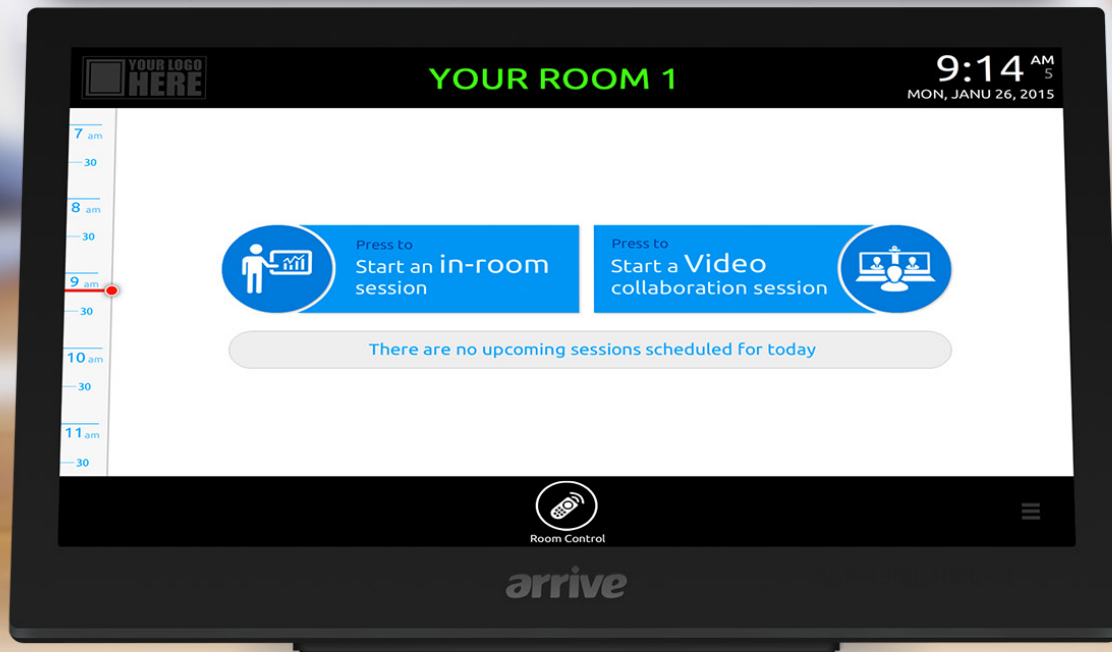 YOUR LOGO
HERE
YOUR ROOM 1
9:14 AM
5
MON, JANU 26, 2015
7 am
30
8 am
30
9 am
30
10 am
30
11 am
30
Press to
Start an in-room
session
Press to
Start a Video
collaboration session
There are no upcoming sessions scheduled for today
Room Control
arrive